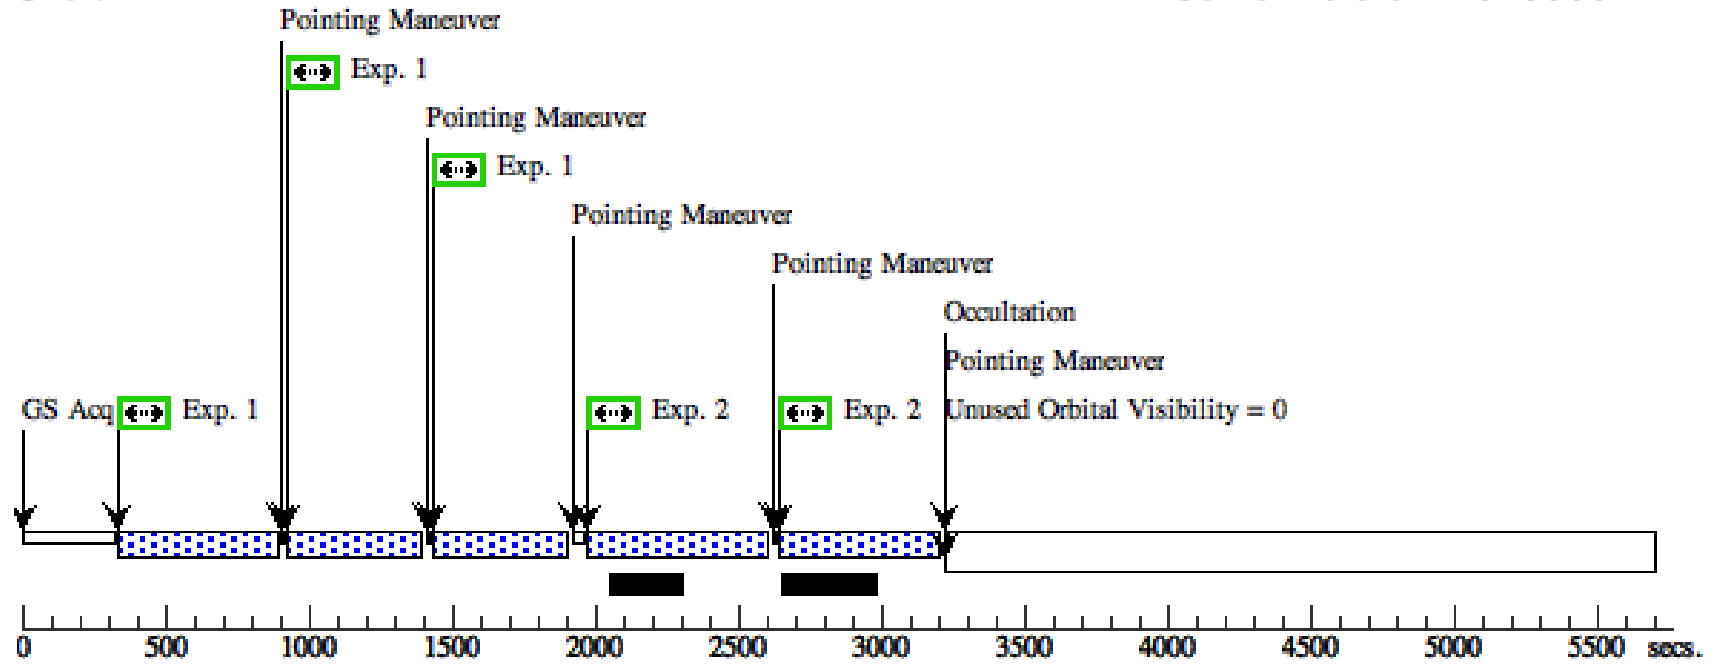 Pointing Maneuver
Exp. 1
Pointing Maneuver
Exp. 1
Pointing Maneuver
Pointing Maneuver
Occultation
Pointing Maneuver
GS Acq Exp. 1 Exp. 2 Exp. 2 Unused Orbital Visibility = 0
0 500 1000 1500 2000 2500 3000 3500 4000 4500 5000 5500 secs.